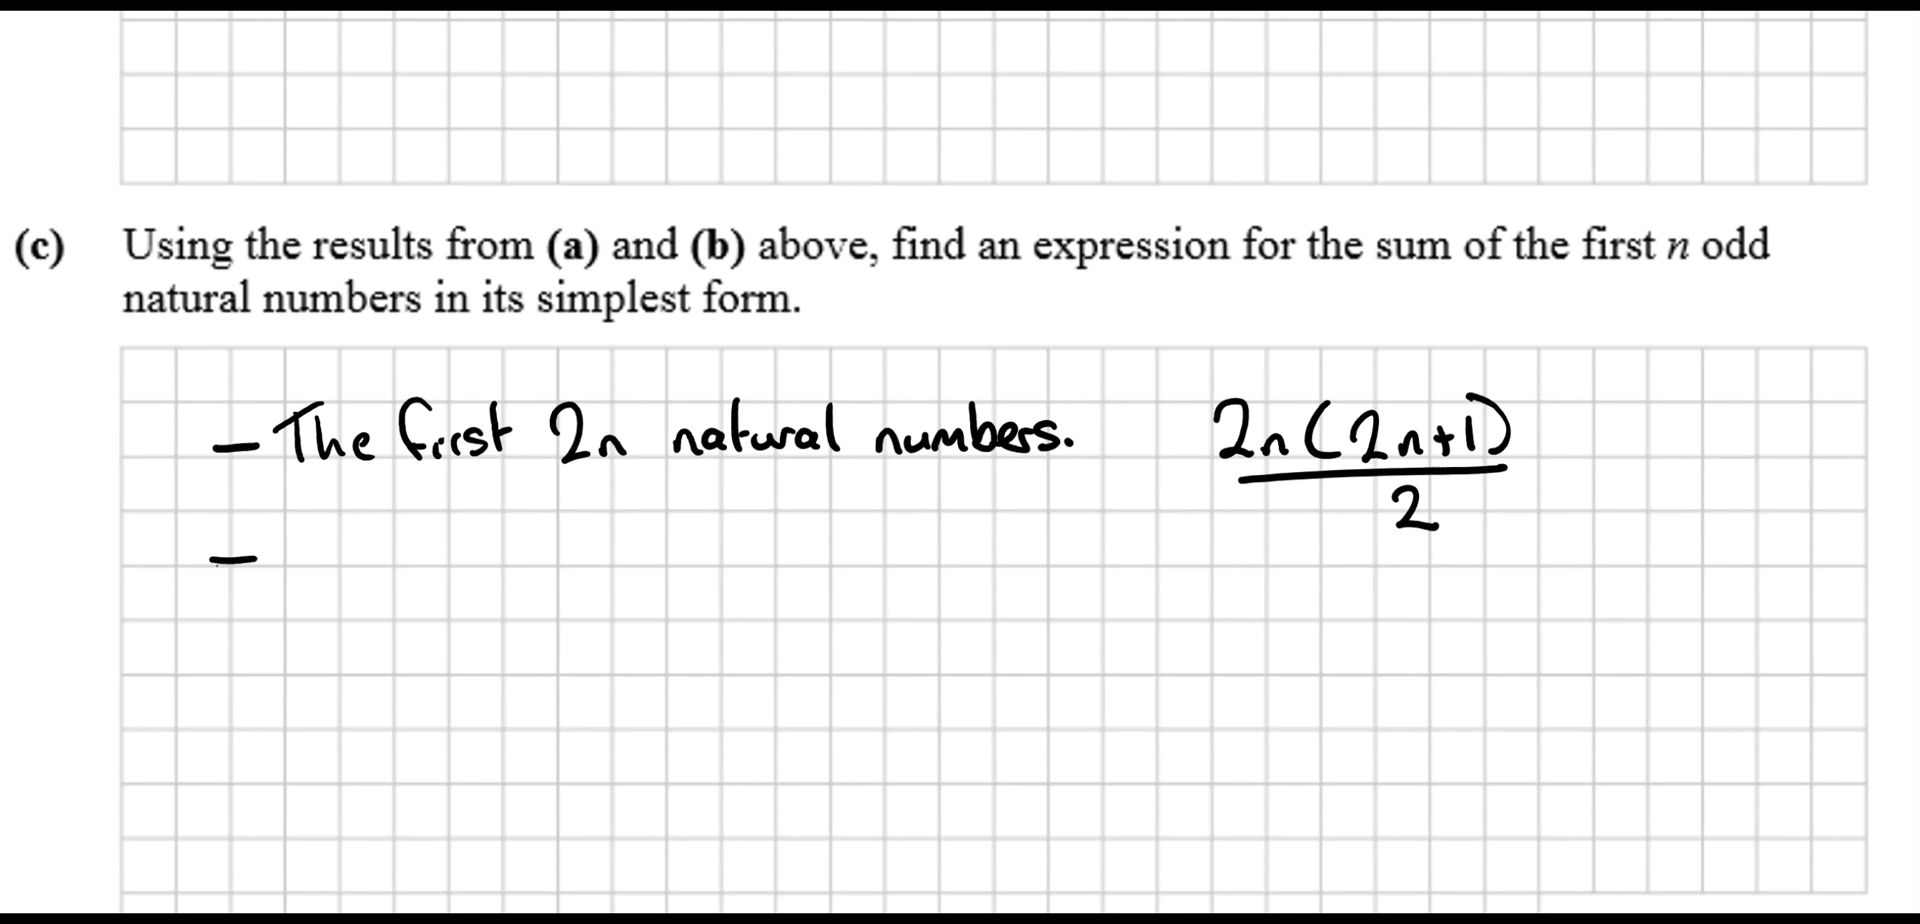 (c) Using the results from (a) and (b) above, find an expression for the sum of the first n odd
natural numbers in its simplest form.
– The first 2n natural numbers. 2n(2n+1)
2
–